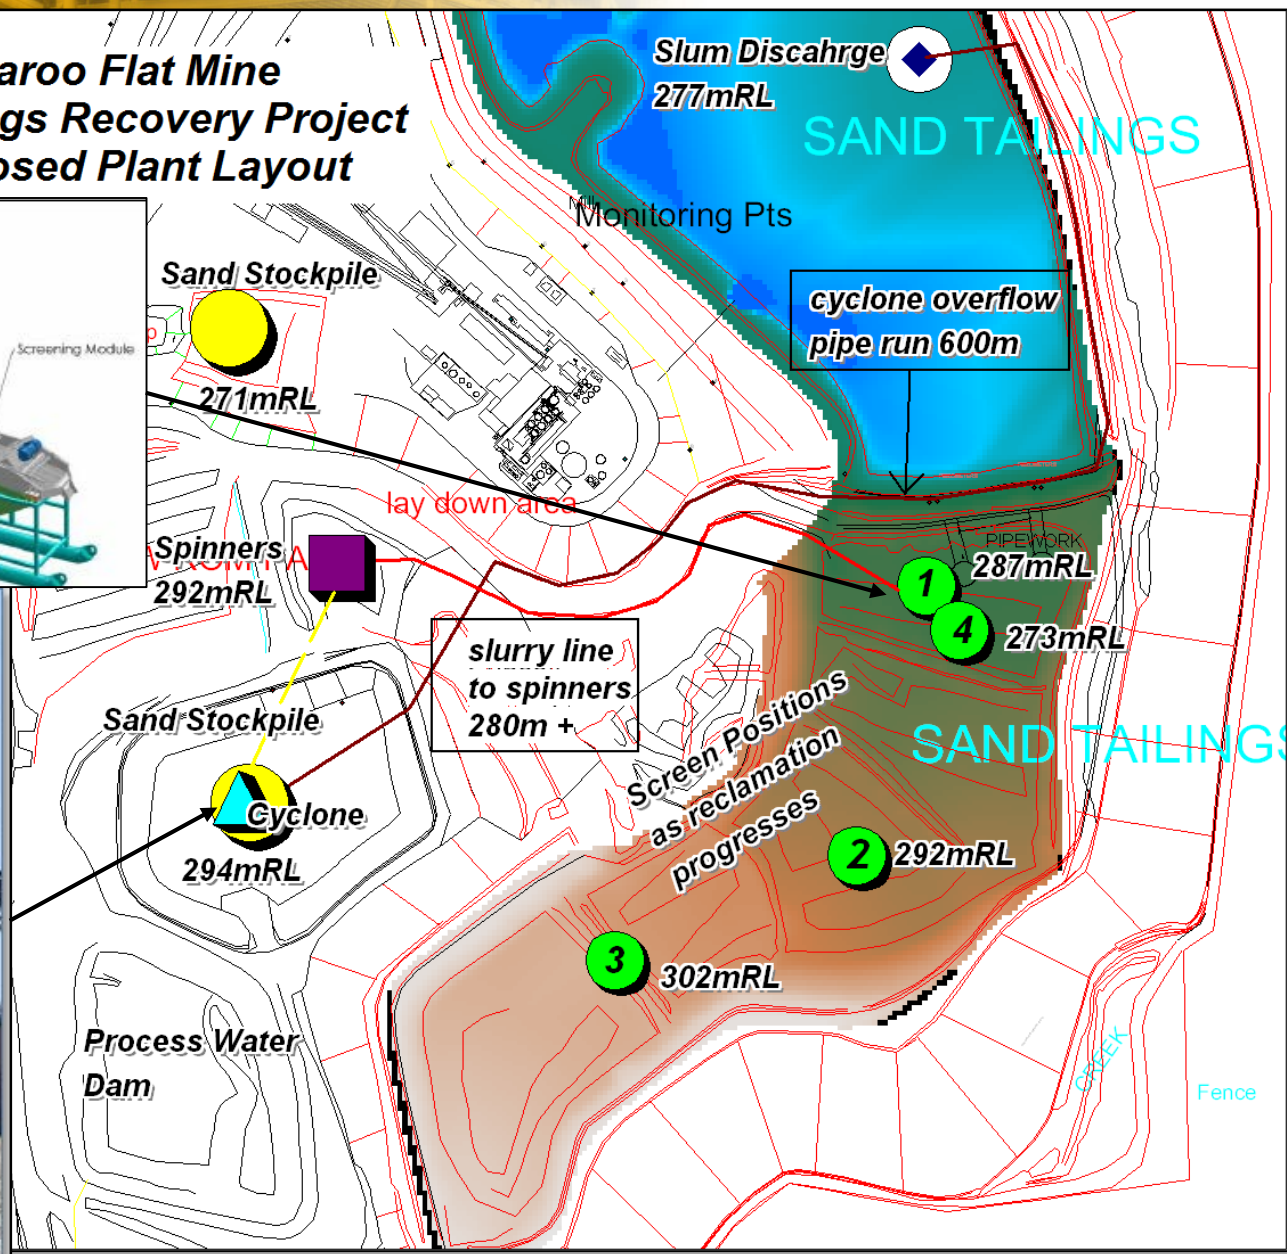 aroo Flat Mine
gs Recovery Project
osed Plant Layout
Slum Discahrge
277mRL
SAND TAILINGS
Monitoring Pts
Sand Stockpile
cyclone overflow
pipe run 600m
Screening Module
p
271mRL
lay down area
PIPEWORK
Spinners
292mRL
287mRL
1
4
273mRL
slurry line
to spinners
280m +
Sand Stockpile
Screen Positions
as reclamation
progresses
SAND TAILINGS
Cyclone
294mRL
2
292mRL
3
302mRL
Process Water
Dam
CREEK
Fence